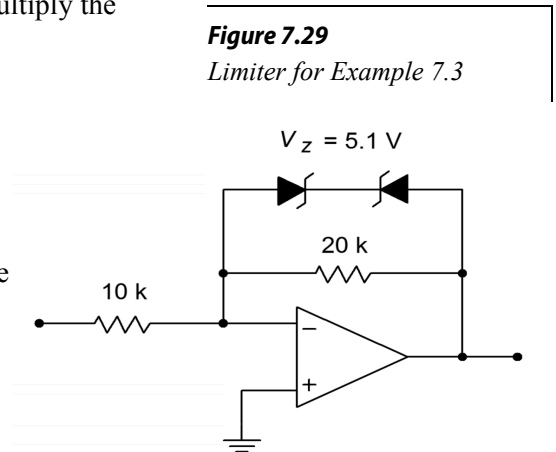 ultiply the
Figure 7.29
Limiter for Example 7.3
V z = 5.1 V
20 k
e
10 k
−
+